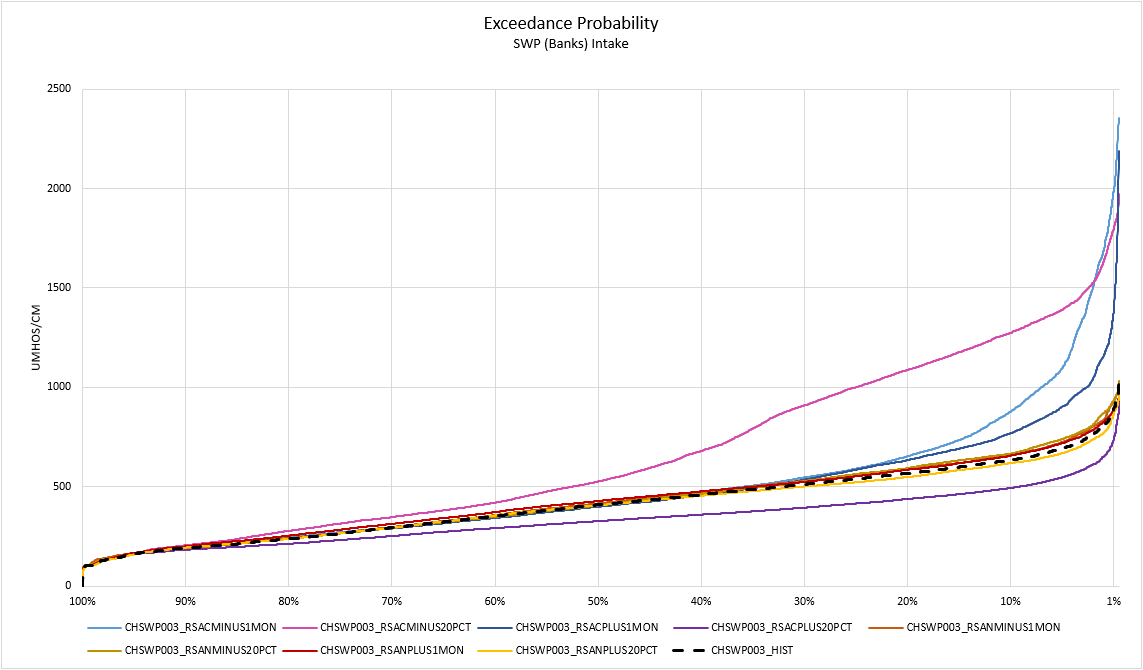 Exceedance Probability
SWP (Banks) Intake
UMHOS/CM
2500
2000
1500
1000
500
0
100% 90% 80% 70% 60% 50% 40% 30% 20% 10% 1%
CHSWP003_RSACMINUS1MON CHSWP003_RSACMINUS20PCT CHSWP003_RSACPLUS1MON CHSWP003_RSACPLUS20PCT CHSWP003_RSANMINUS1MON
CHSWP003_RSANMINUS20PCT CHSWP003_RSANPLUS1MON CHSWP003_RSANPLUS20PCT CHSWP003_HIST